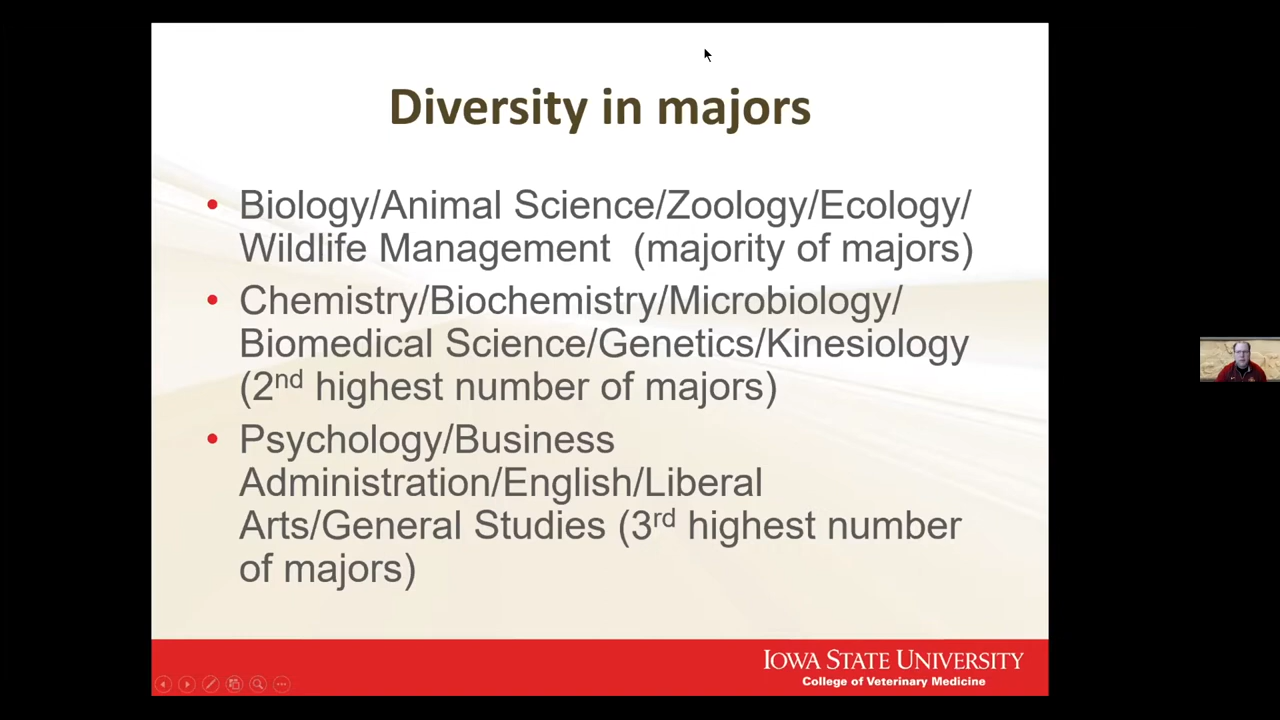 Diversity in majors
• Biology/Animal Science/Zoology/Ecology/
Wildlife Management (majority of majors)
• Chemistry/Biochemistry/Microbiology/
Biomedical Science/Genetics/Kinesiology
(2nd highest number of majors)
• Psychology/Business
Administration/English/Liberal
Arts/General Studies (3rd highest number
of majors)
IOWA STATE UNIVERSITY
College of Veterinary Medicine